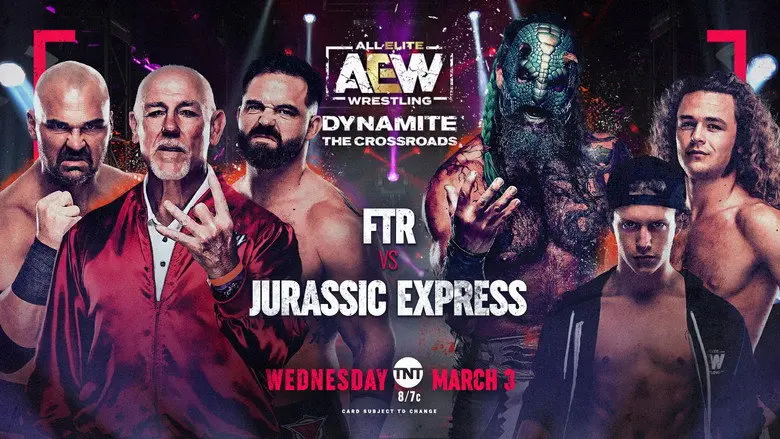 ALL ELITE
AEW
WRESTLING
DYNAMITE
THE CROSSROADS
FTR
VS
JURASSIC EXPRESS
WEDNESDAY TNT MARCH 3
8/7c
CARD SUBJECT TO CHANGE
AEW